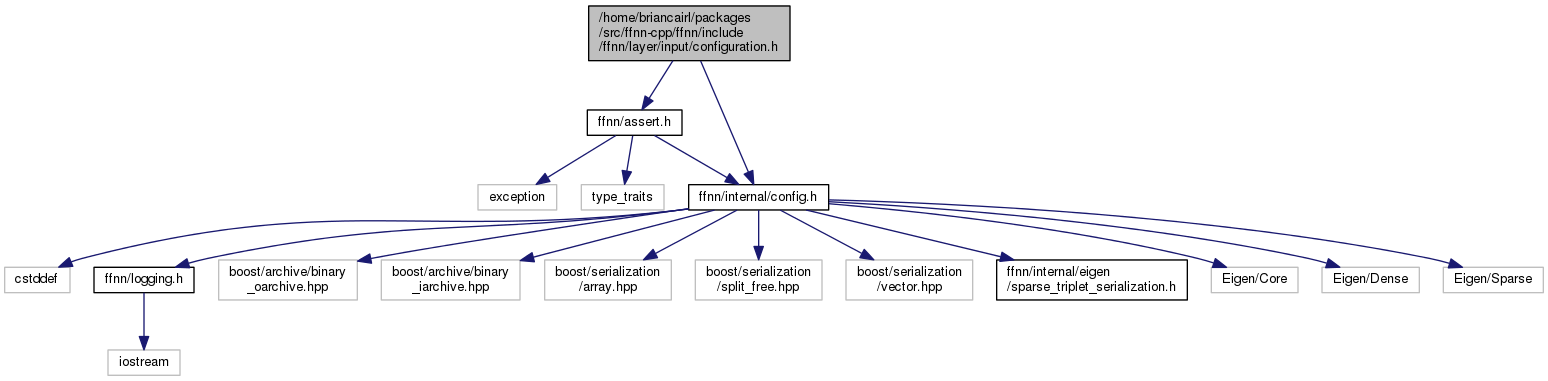 /home/briancairl/packages
/src/ffnn-cpp/ffnn/include
/ffnn/layer/input/configuration.h
ffnn/assert.h
exception
type_traits
ffnn/internal/config.h
cstddef
ffnn/logging.h
boost/archive/binary
_oarchive.hpp
boost/archive/binary
_iarchive.hpp
boost/serialization
/array.hpp
boost/serialization
/split_free.hpp
boost/serialization
/vector.hpp
ffnn/internal/eigen
/sparse_triplet_serialization.h
Eigen/Core
Eigen/Dense
Eigen/Sparse
iostream